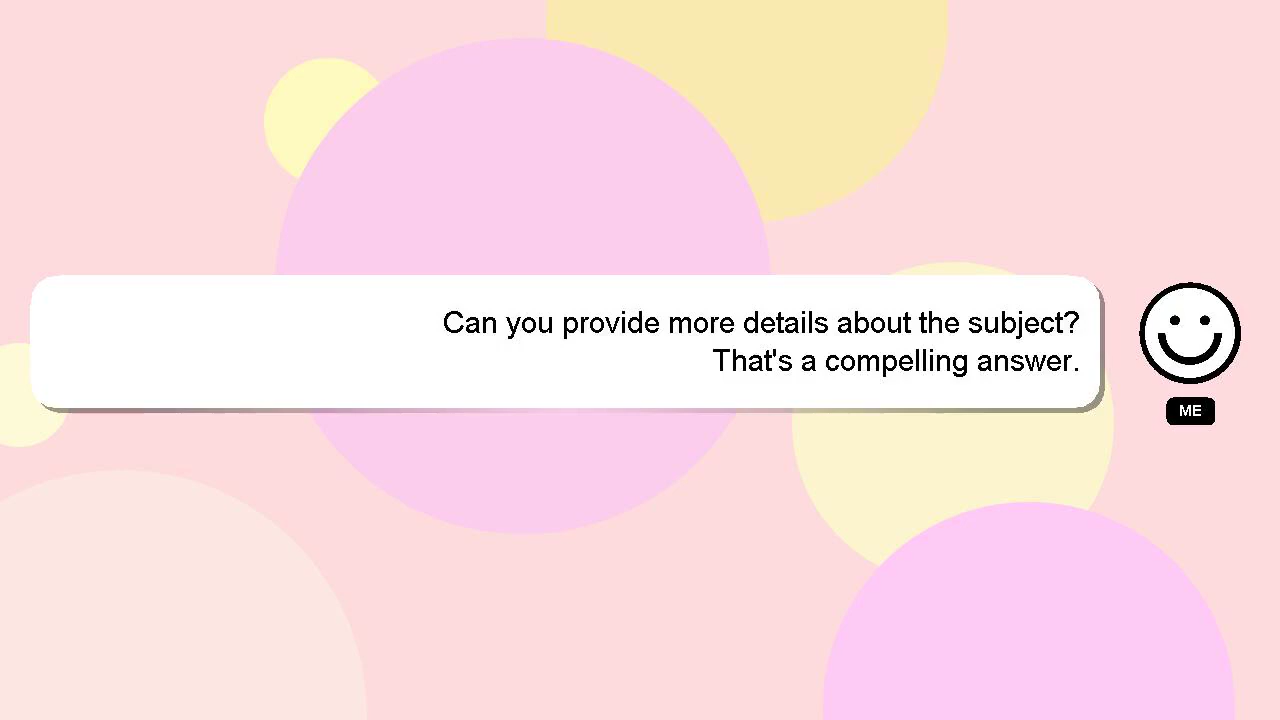 Can you provide more details about the subject?
That's a compelling answer.
ME